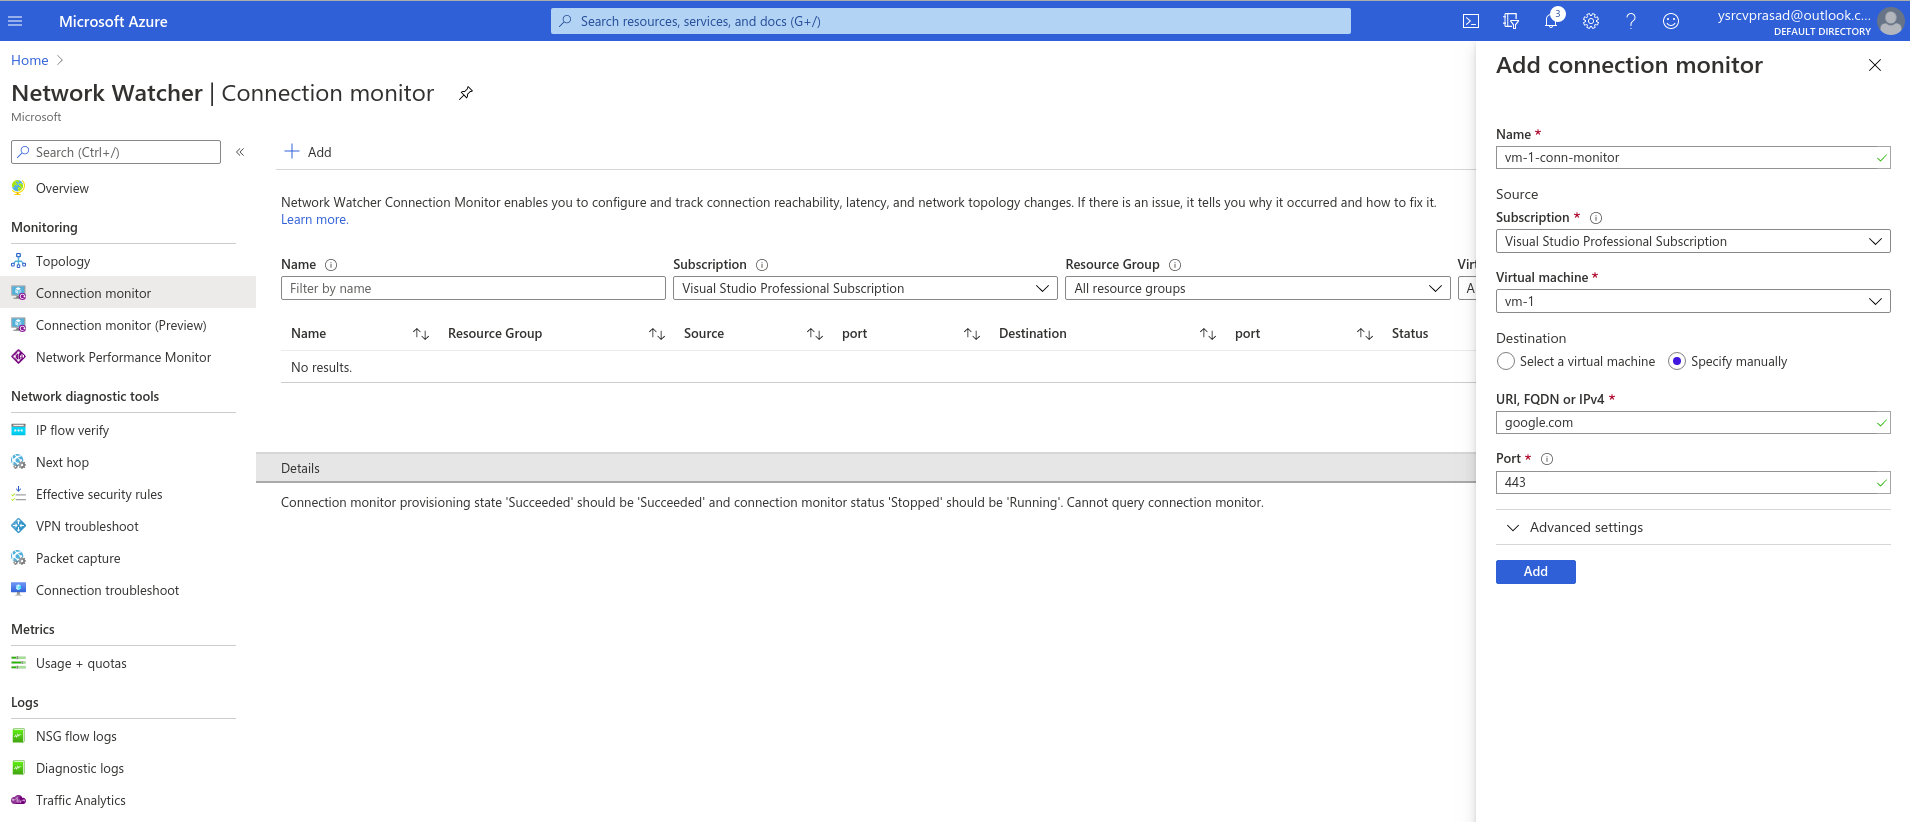 Microsoft Azure
Search resources, services, and docs (G+/)
3
ysrcvprasad@outlook.c...
DEFAULT DIRECTORY
Home
Network Watcher | Connection monitor
Microsoft
Search (Ctrl+/)
«
Overview
Monitoring
Topology
Connection monitor
Connection monitor (Preview)
Network Performance Monitor
Network diagnostic tools
IP flow verify
Next hop
Effective security rules
VPN troubleshoot
Packet capture
Connection troubleshoot
Metrics
Usage + quotas
Logs
NSG flow logs
Diagnostic logs
Traffic Analytics
Add
Network Watcher Connection Monitor enables you to configure and track connection reachability, latency, and network topology changes. If there is an issue, it tells you why it occurred and how to fix it.
Learn more.
Name Subscription Resource Group Virt
Filter by name Visual Studio Professional Subscription All resource groups A
Name Resource Group Source port Destination port Status
No results.
Details
Connection monitor provisioning state 'Succeeded' should be 'Succeeded' and connection monitor status 'Stopped' should be 'Running'. Cannot query connection monitor.
Add connection monitor
Name *
vm-1-conn-monitor
Source
Subscription *
Visual Studio Professional Subscription
Virtual machine *
vm-1
Destination
Select a virtual machine Specify manually
URI, FQDN or IPv4 *
google.com
Port *
443
Advanced settings
Add